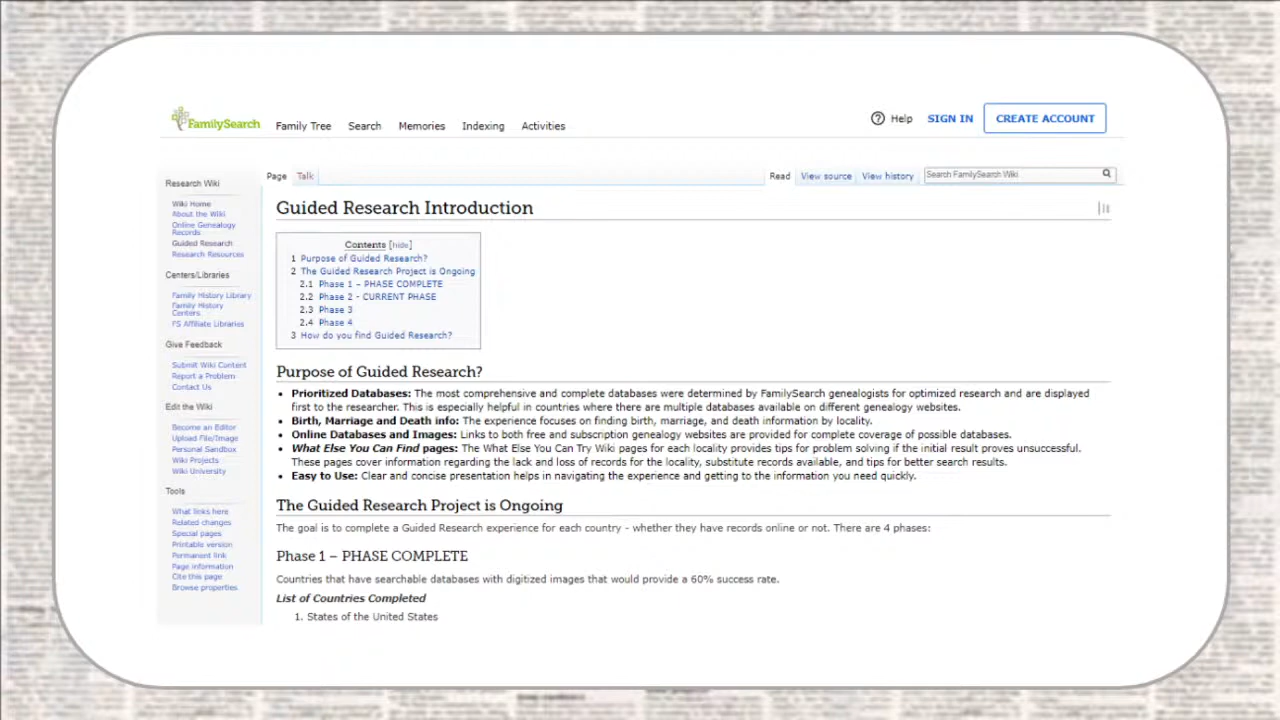 FamilySearch
Family Tree Search Memories Indexing Activities
Help SIGN IN CREATE ACCOUNT
Research Wiki
Wiki Home
About the Wiki
Online Genealogy
Records
Guided Research
Research Resources
Centers/Libraries
Family History Library
Family History
Centers
FS Affiliate Libraries
Give Feedback
Submit Wiki Content
Report a Problem
Contact Us
Edit the Wiki
Become an Editor
Upload File/Image
Personal Sandbox
Wiki Projects
Wiki University
Tools
What links here
Related changes
Special pages
Printable version
Permanent link
Page information
Cite this page
Browse properties
Page Talk Read View source View history Search FamilySearch Wiki
Guided Research Introduction
Contents [hide]
1 Purpose of Guided Research?
2 The Guided Research Project is Ongoing
2.1 Phase 1 – PHASE COMPLETE
2.2 Phase 2 - CURRENT PHASE
2.3 Phase 3
2.4 Phase 4
3 How do you find Guided Research?
Purpose of Guided Research?
• Prioritized Databases: The most comprehensive and complete databases were determined by FamilySearch genealogists for optimized research and are displayed
first to the researcher. This is especially helpful in countries where there are multiple databases available on different genealogy websites.
• Birth, Marriage and Death info: The experience focuses on finding birth, marriage, and death information by locality.
• Online Databases and Images: Links to both free and subscription genealogy websites are provided for complete coverage of possible databases.
• What Else You Can Find pages: The What Else You Can Try Wiki pages for each locality provides tips for problem solving if the initial result proves unsuccessful.
These pages cover information regarding the lack and loss of records for the locality, substitute records available, and tips for better search results.
• Easy to Use: Clear and concise presentation helps in navigating the experience and getting to the information you need quickly.
The Guided Research Project is Ongoing
The goal is to complete a Guided Research experience for each country - whether they have records online or not. There are 4 phases:
Phase 1 – PHASE COMPLETE
Countries that have searchable databases with digitized images that would provide a 60% success rate.
List of Countries Completed
1. States of the United States